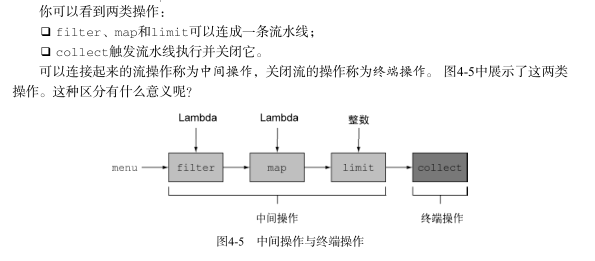 你可以看到两类操作：
❑ filter、map和limit可以连成一条流水线；
❑ collect触发流水线执行并关闭它。
可以连接起来的流操作称为中间操作，关闭流的操作称为终端操作。 图4-5中展示了这两类
操作。这种区分有什么意义呢？
Lambda Lambda 整数
menu filter map limit collect
中间操作 终端操作
图4-5 中间操作与终端操作